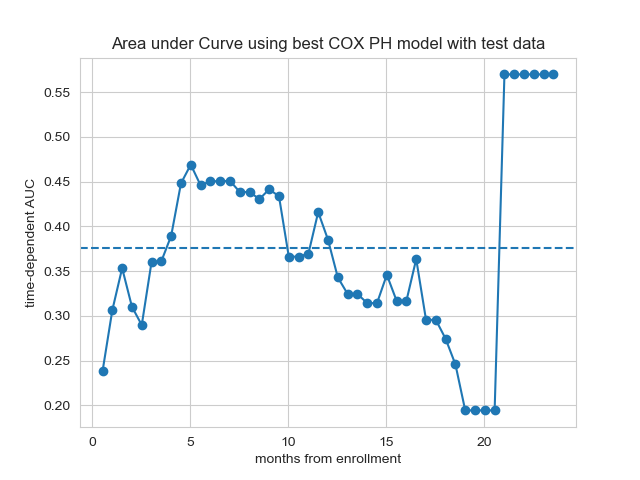 Area under Curve using best COX PH model with test data
time-dependent AUC
0.55
0.50
0.45
0.40
0.35
0.30
0.25
0.20
0 5 10 15 20
months from enrollment